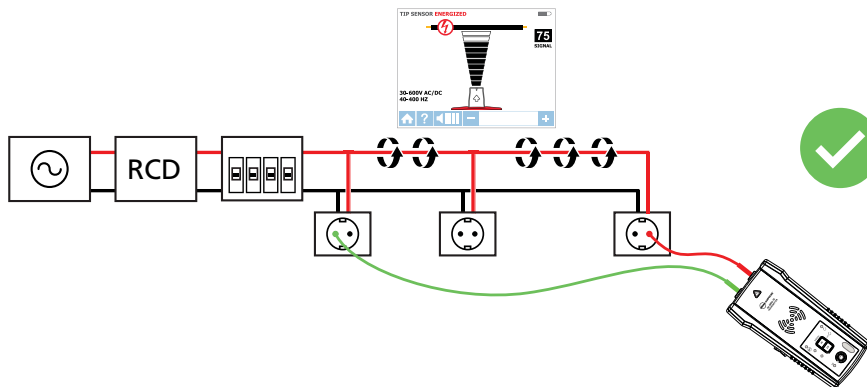 TIP SENSOR ENERGIZED
75
SIGNAL
30-600V AC/DC
40-400 HZ
?
RCD